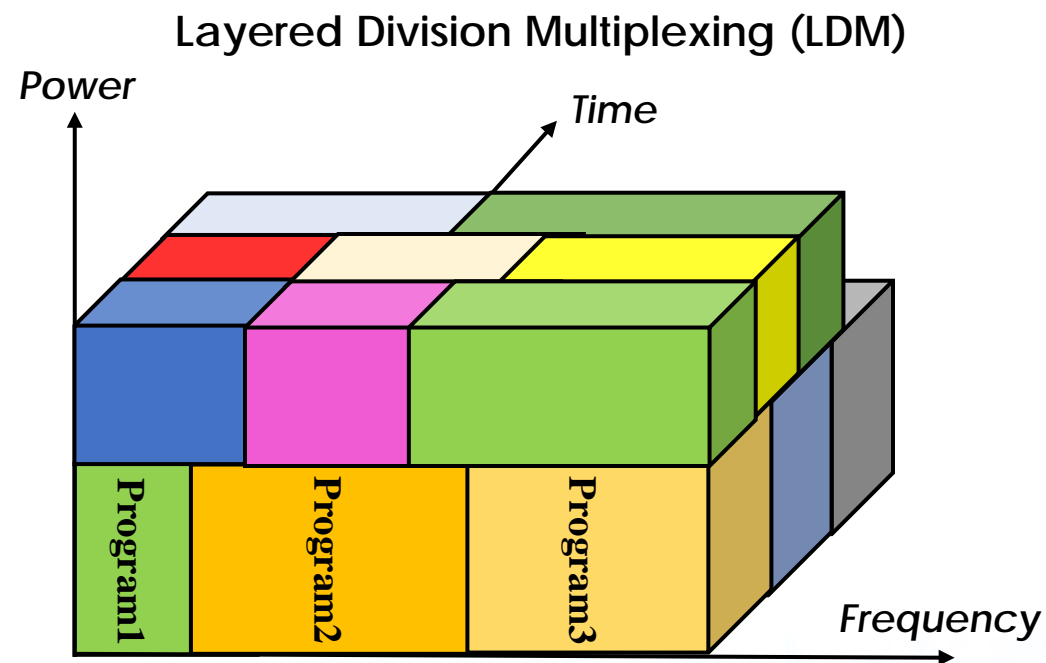 Layered Division Multiplexing (LDM)
Power
Time
Program1
Program2
Program3
Frequency